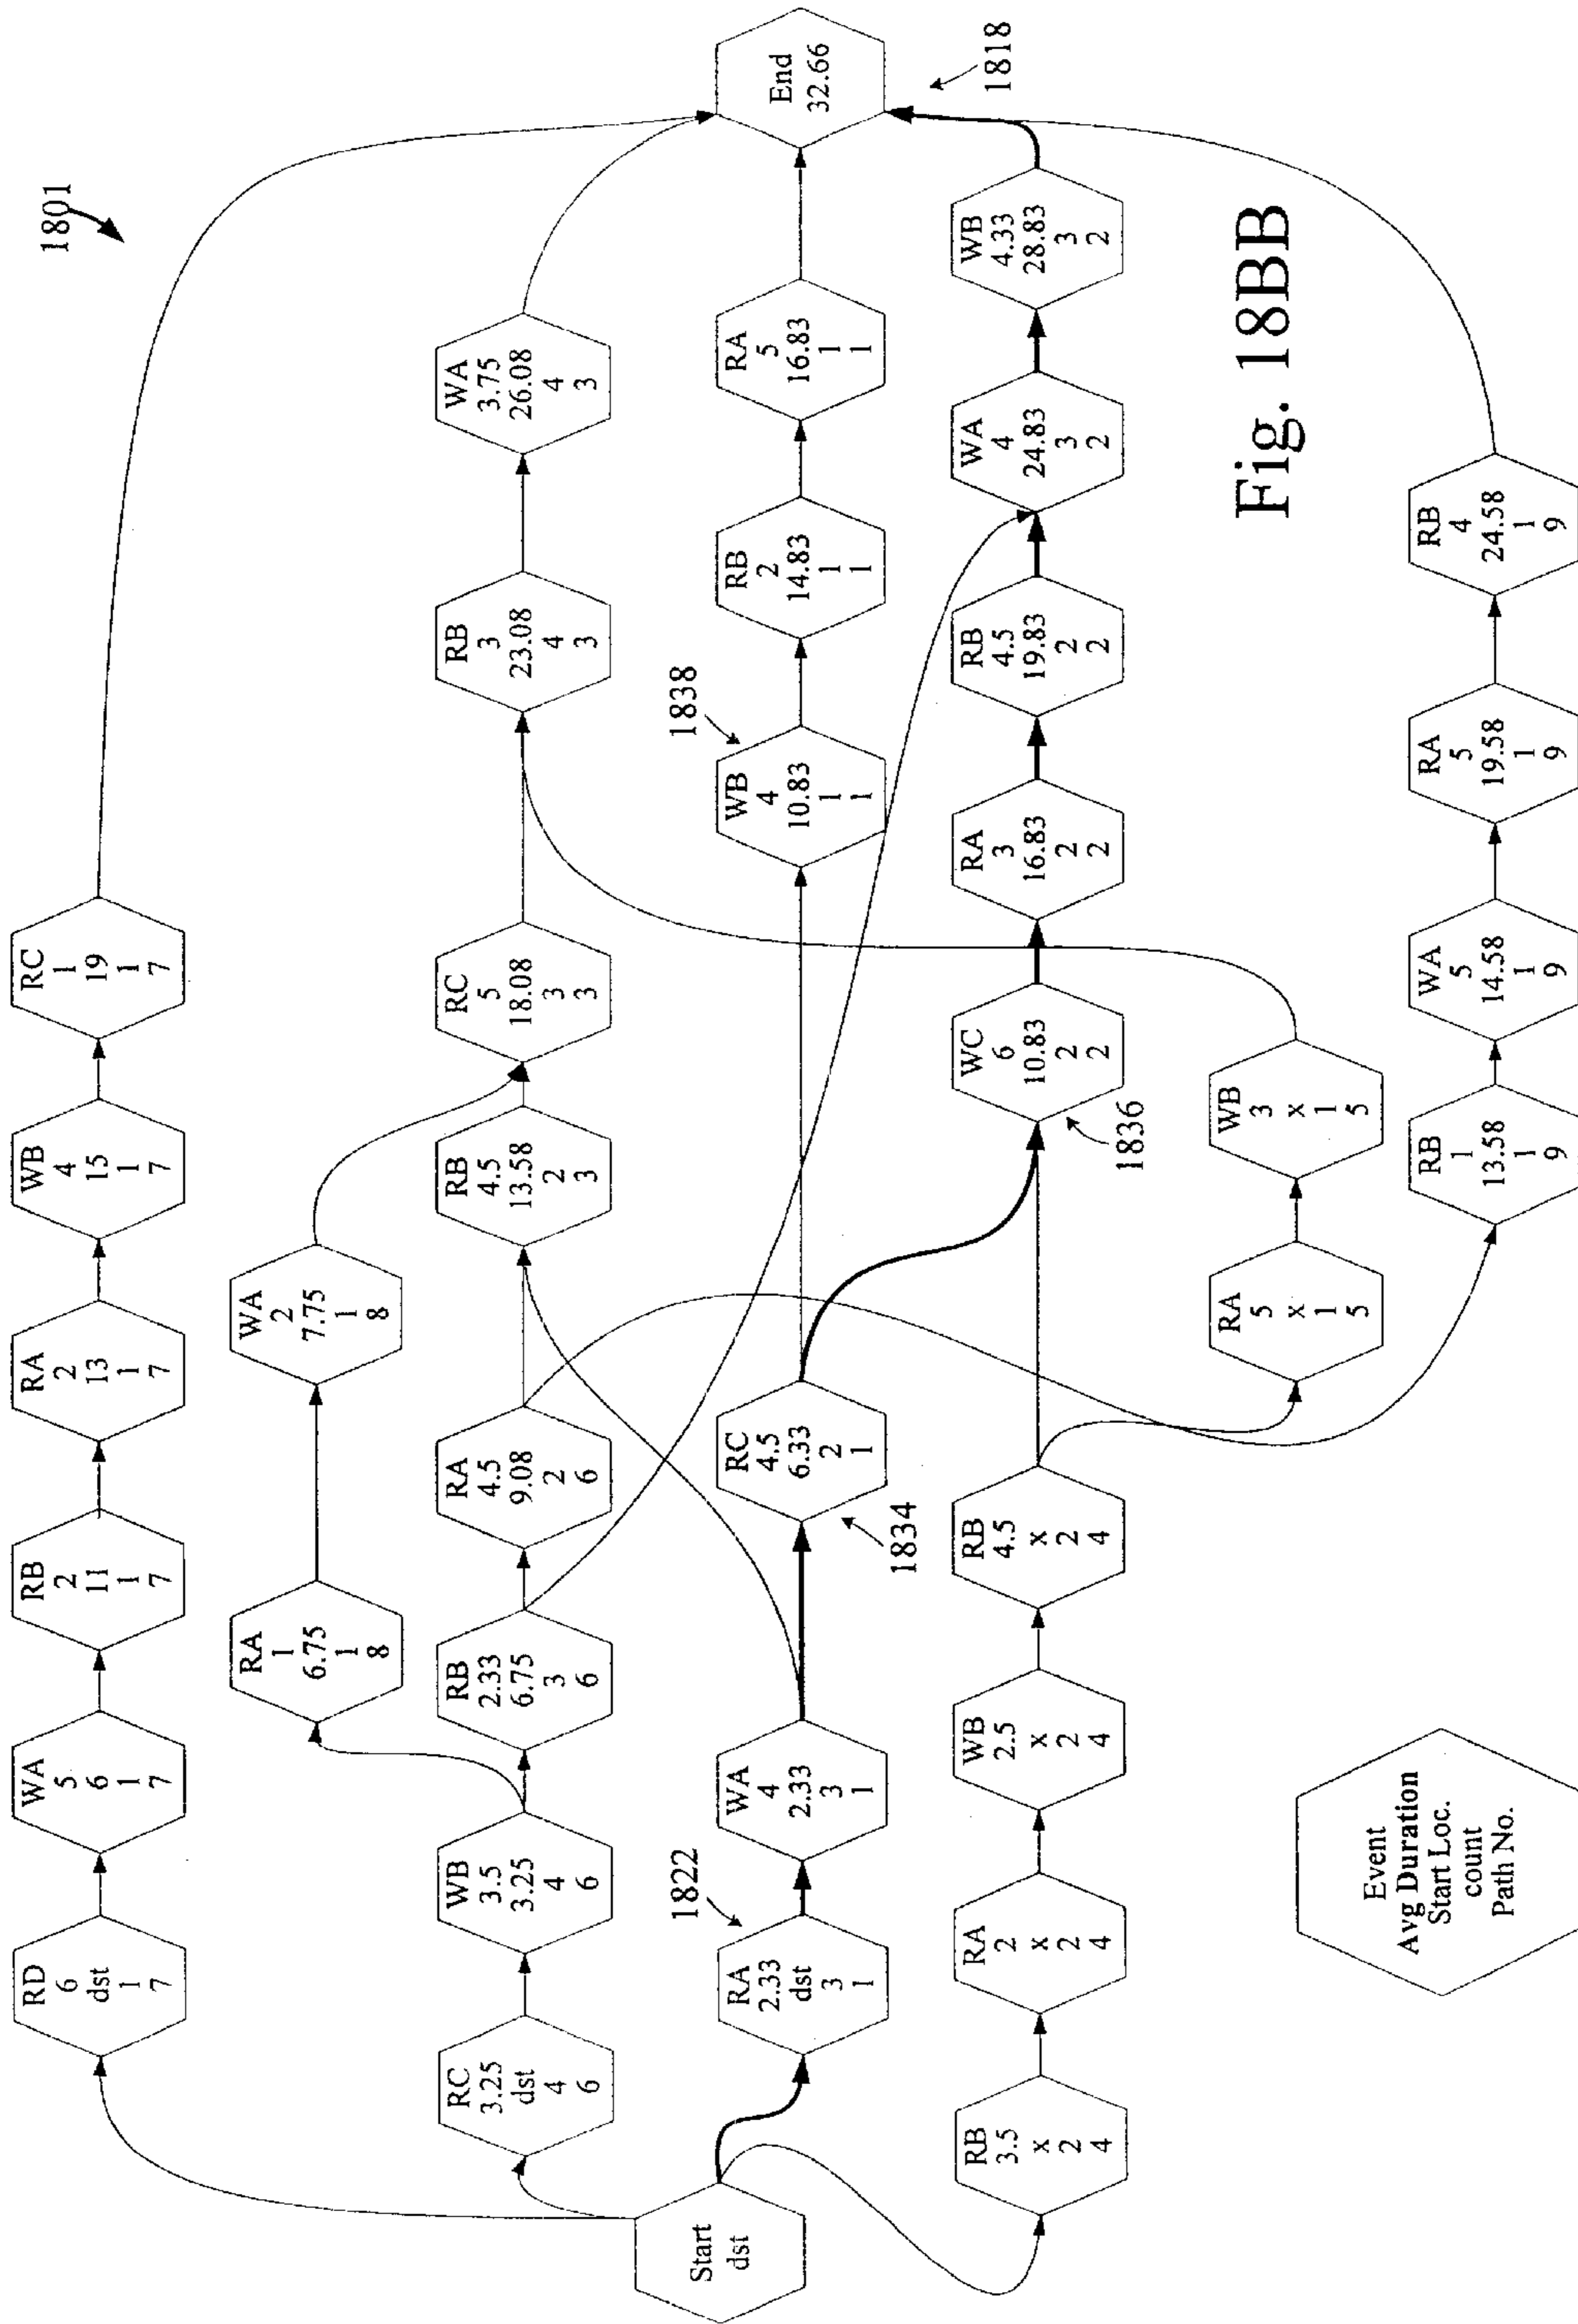 1801
RD
6
dst
1
7
WA
5
6
1
7
RB
2
11
1
7
RA
2
13
1
7
WB
4
15
1
7
RC
1
19
1
7
RA
1
6.75
1
8
WA
2
7.75
1
8
RC
3.25
dst
4
6
WB
3.5
3.25
4
6
RB
2.33
6.75
3
6
RA
4.5
9.08
2
6
RB
4.5
13.58
2
3
RC
5
18.08
3
3
RB
3
23.08
4
3
WA
3.75
26.08
4
3
Start
dst
1822
RA
2.33
dst
3
1
WA
4
2.33
3
1
RC
4.5
6.33
2
1
1834
1838
WB
4
10.83
1
1
RB
2
14.83
1
1
RA
5
16.83
1
1
End
32.66
1818
RB
3.5
x
2
4
RA
2
x
2
4
WB
2.5
x
2
4
RB
4.5
x
2
4
WC
6
10.83
2
2
1836
RA
3
16.83
2
2
RB
4.5
19.83
2
2
WA
4
24.83
3
2
WB
4.33
28.83
3
2
RA
5
x
1
5
WB
3
x
1
5
RB
1
13.58
1
9
WA
5
14.58
1
9
RA
5
19.58
1
9
RB
4
24.58
1
9
Event
Avg Duration
Start Loc.
count
Path No.
Fig. 18BB